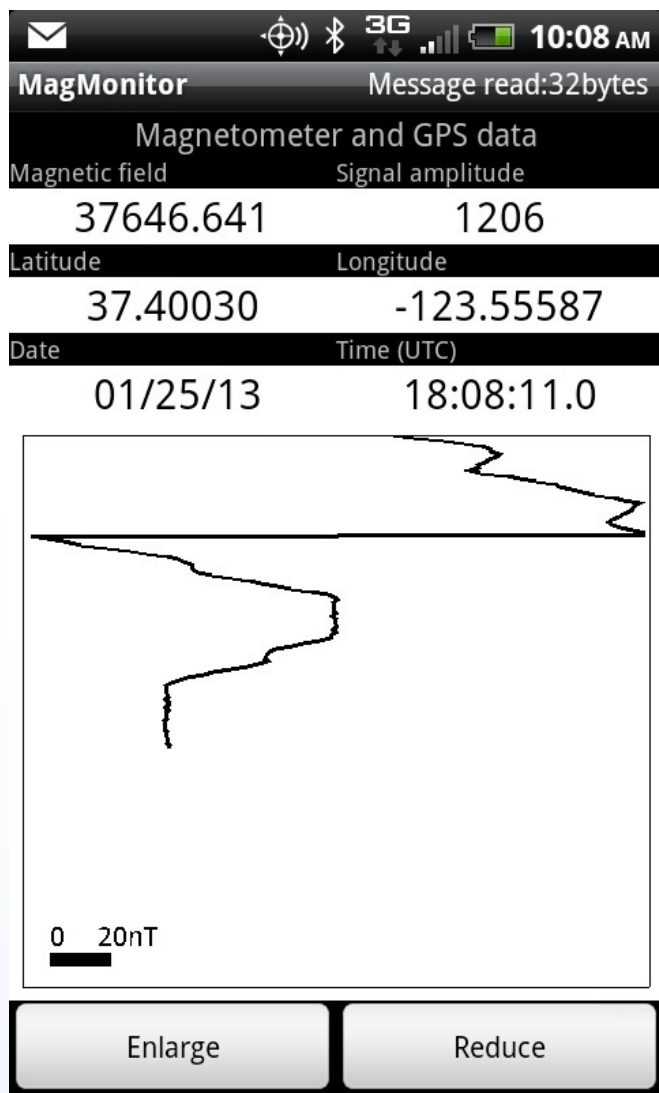 3G 10:08 AM
MagMonitor Message read:32bytes
Magnetometer and GPS data
Magnetic field Signal amplitude
37646.641 1206
Latitude Longitude
37.40030 -123.55587
Date Time (UTC)
01/25/13 18:08:11.0
0 20nT
Enlarge Reduce